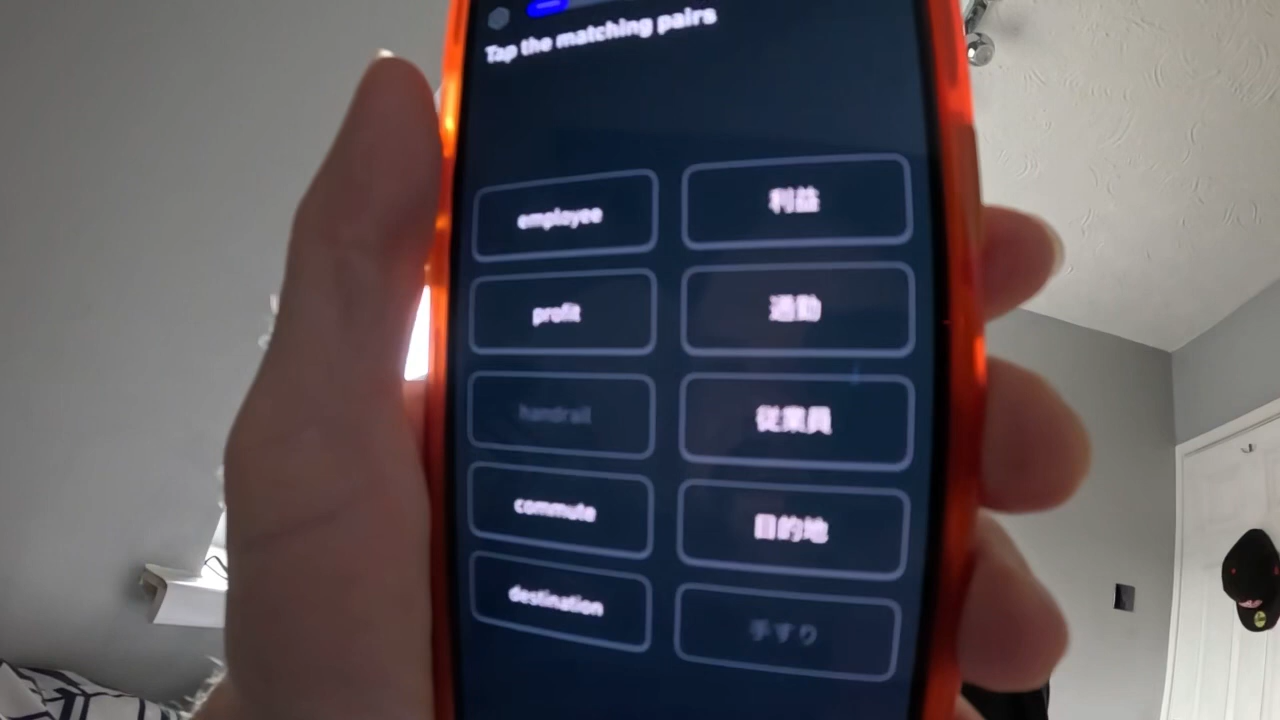 Tap the matching pairs
employee
利益
profit
通勤
handrail
従業員
commute
目的地
destination
手すり